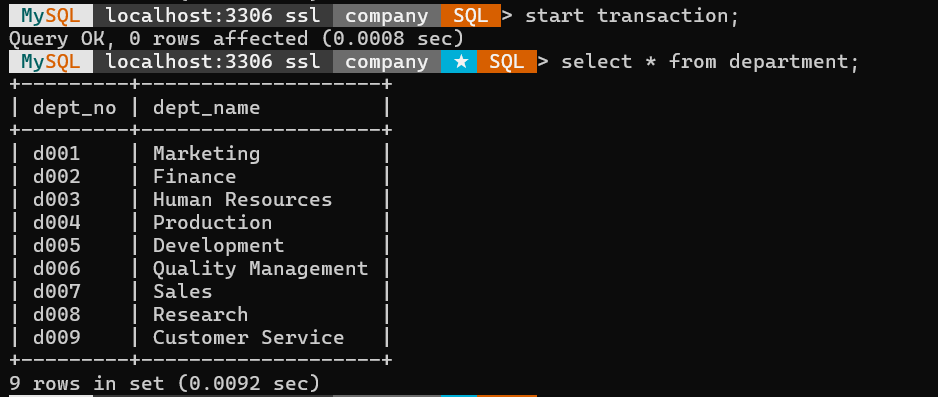 MySQL localhost:3306 ssl company SQL> start transaction;
Query OK, 0 rows affected (0.0008 sec)
MySQL localhost:3306 ssl company ★ SQL> select * from department;
+---------+--------------------+
| dept_no | dept_name          |
+---------+--------------------+
| d001    | Marketing          |
| d002    | Finance            |
| d003    | Human Resources    |
| d004    | Production         |
| d005    | Development        |
| d006    | Quality Management |
| d007    | Sales              |
| d008    | Research           |
| d009    | Customer Service   |
+---------+--------------------+
9 rows in set (0.0092 sec)